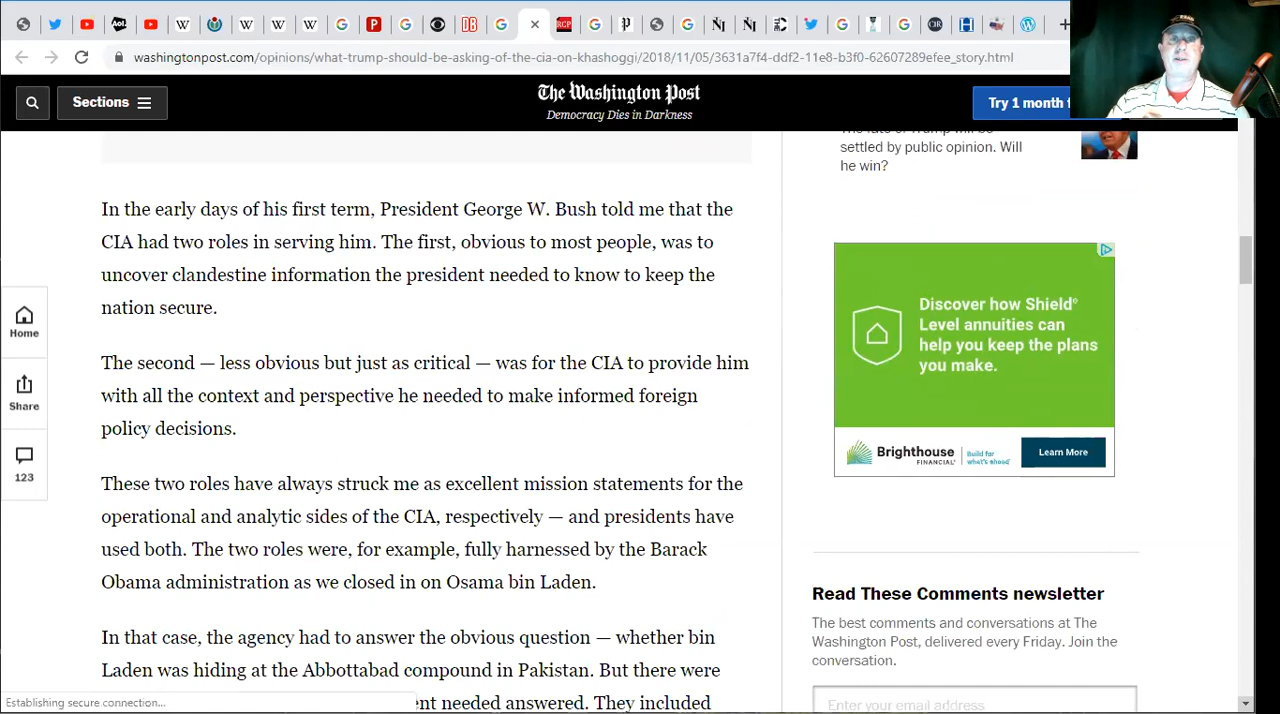 washingtonpost.com/opinions/what-trump-should-be-asking-of-the-cia-on-khashoggi/2018/11/05/3631a7f4-ddf2-11e8-b3f0-62607289efee_story.html
Sections
The Washington Post
Democracy Dies in Darkness
Try 1 month
settled by public opinion. Will
he win?
In the early days of his first term, President George W. Bush told me that the
CIA had two roles in serving him. The first, obvious to most people, was to
uncover clandestine information the president needed to know to keep the
nation secure.
The second — less obvious but just as critical — was for the CIA to provide him
with all the context and perspective he needed to make informed foreign
policy decisions.
These two roles have always struck me as excellent mission statements for the
operational and analytic sides of the CIA, respectively — and presidents have
used both. The two roles were, for example, fully harnessed by the Barack
Obama administration as we closed in on Osama bin Laden.
In that case, the agency had to answer the obvious question — whether bin
Laden was hiding at the Abbottabad compound in Pakistan. But there were
ent needed answered. They included
Home
Share
123
Discover how Shield
Level annuities can
help you keep the plans
you make.
Brighthouse
FINANCIAL
Build for
what's ahead
Learn More
Read These Comments newsletter
The best comments and conversations at The
Washington Post, delivered every Friday. Join the
conversation.
Enter your email address
Establishing secure connection...